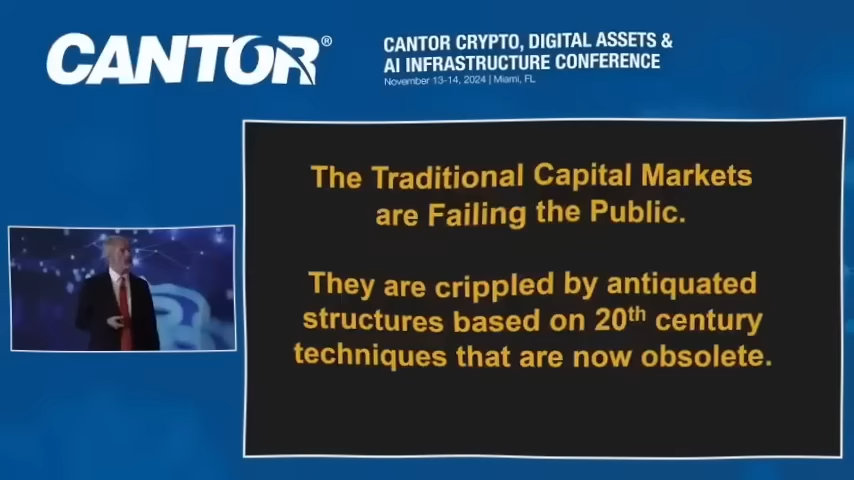 CANTOR®
CANTOR CRYPTO, DIGITAL ASSETS &
AI INFRASTRUCTURE CONFERENCE
November 13-14, 2024 | Miami, FL
The Traditional Capital Markets
are Failing the Public.
They are crippled by antiquated
structures based on 20th century
techniques that are now obsolete.